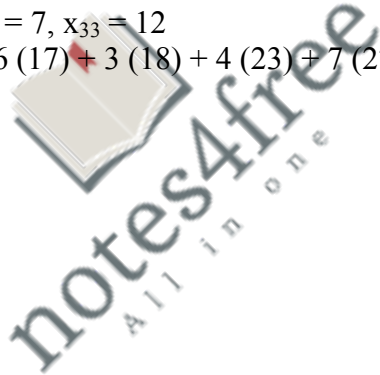 = 7, x₃₃ = 12
6 (17) + 3 (18) + 4 (23) + 7 (2
notes4free
All in one